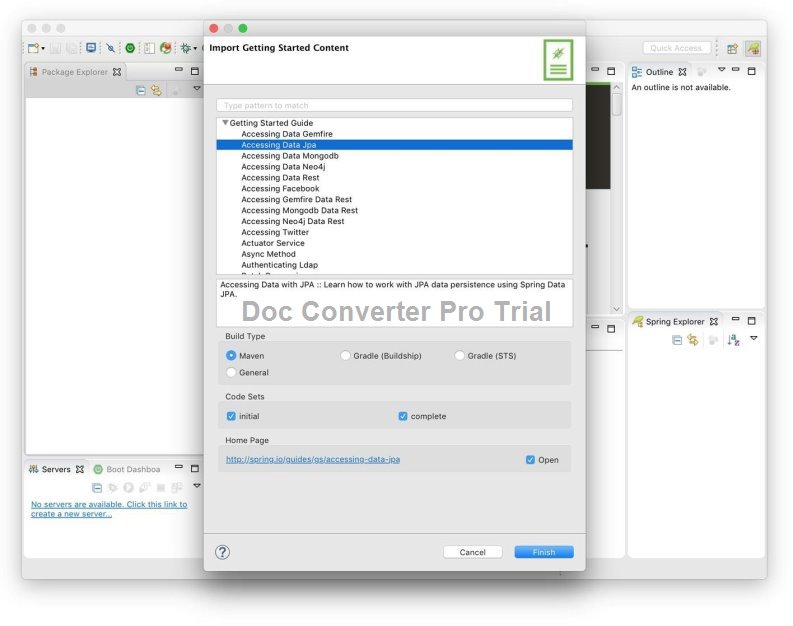 Import Getting Started Content
Quick Access
Package Explorer
Outline
An outline is not available.
Type pattern to match
Getting Started Guide
Accessing Data Gemfire
Accessing Data Jpa
Accessing Data Mongodb
Accessing Data Neo4j
Accessing Data Rest
Accessing Facebook
Accessing Gemfire Data Rest
Accessing Mongodb Data Rest
Accessing Neo4j Data Rest
Accessing Twitter
Actuator Service
Async Method
Authenticating Ldap
Accessing Data with JPA :: Learn how to work with JPA data persistence using Spring Data
JPA.
Doc Converter Pro Trial
Spring Explorer
Build Type
Maven
Gradle (Buildship)
Gradle (STS)
General
Code Sets
initial
complete
Home Page
http://spring.io/guides/gs/accessing-data-jpa
Open
Servers
Boot Dashboa
No servers are available. Click this link to
create a new server...
Cancel
Finish